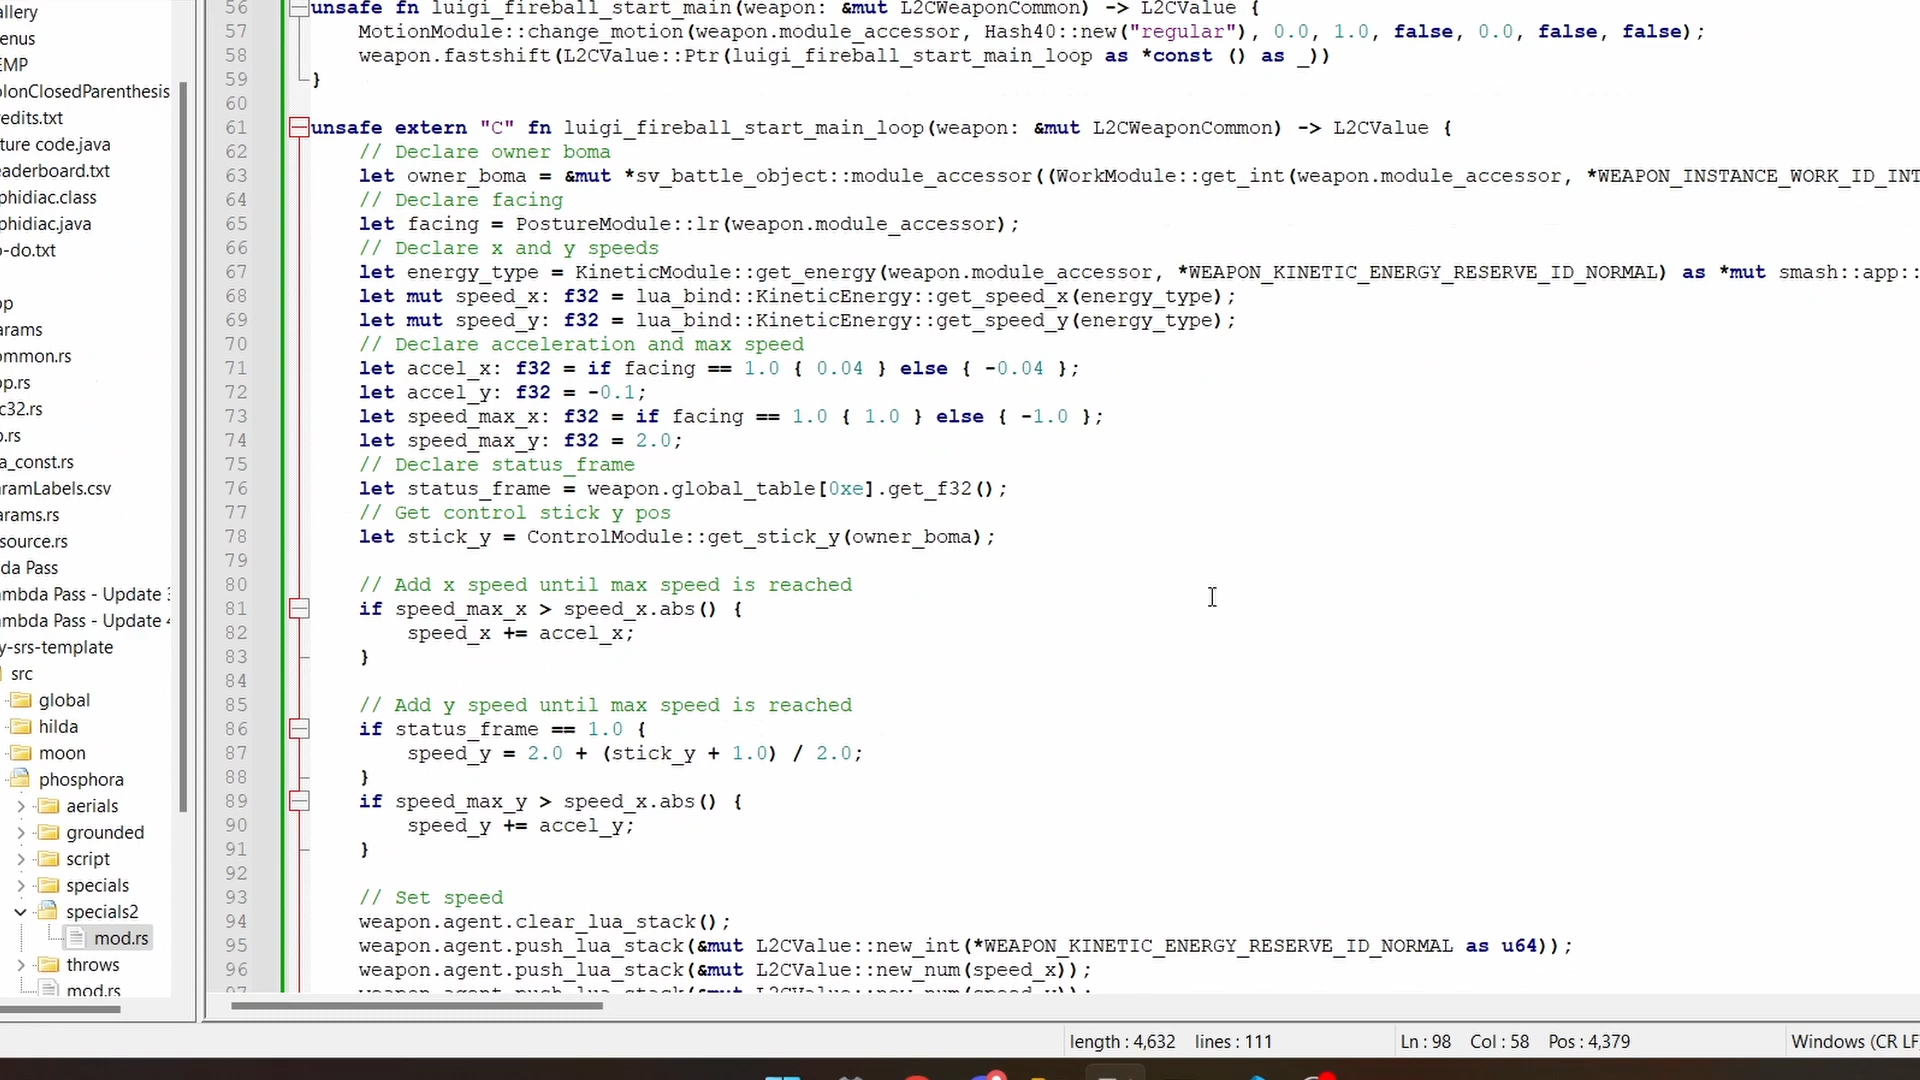 allery
enus
EMP
olonClosedParenthesis
redits.txt
ture code.java
eaderboard.txt
phidiac.class
phidiac.java
o-do.txt
pp
arams
ommon.rs
pp.rs
c32.rs
p.rs
a_const.rs
aramLabels.csv
arams.rs
source.rs
da Pass
ambda Pass - Update 3
ambda Pass - Update 4
y-srs-template
src
global
hilda
moon
phosphora
aerials
grounded
script
specials
specials2
mod.rs
throws
mod.rs
56 unsafe fn luigi_fireball_start_main(weapon: &mut L2CWeaponCommon) -> L2CValue {
57 MotionModule::change_motion(weapon.module_accessor, Hash40::new("regular"), 0.0, 1.0, false, 0.0, false, false);
58 weapon.fastshift(L2CValue::Ptr(luigi_fireball_start_main_loop as *const () as _))
59 }
60
61 unsafe extern "C" fn luigi_fireball_start_main_loop(weapon: &mut L2CWeaponCommon) -> L2CValue {
62 // Declare owner boma
63 let owner_boma = &mut *sv_battle_object::module_accessor((WorkModule::get_int(weapon.module_accessor, *WEAPON_INSTANCE_WORK_ID_INT
64 // Declare facing
65 let facing = PostureModule::lr(weapon.module_accessor);
66 // Declare x and y speeds
67 let energy_type = KineticModule::get_energy(weapon.module_accessor, *WEAPON_KINETIC_ENERGY_RESERVE_ID_NORMAL) as *mut smash::app::
68 let mut speed_x: f32 = lua_bind::KineticEnergy::get_speed_x(energy_type);
69 let mut speed_y: f32 = lua_bind::KineticEnergy::get_speed_y(energy_type);
70 // Declare acceleration and max speed
71 let accel_x: f32 = if facing == 1.0 { 0.04 } else { -0.04 };
72 let accel_y: f32 = -0.1;
73 let speed_max_x: f32 = if facing == 1.0 { 1.0 } else { -1.0 };
74 let speed_max_y: f32 = 2.0;
75 // Declare status_frame
76 let status_frame = weapon.global_table[0xe].get_f32();
77 // Get control stick y pos
78 let stick_y = ControlModule::get_stick_y(owner_boma);
79
80 // Add x speed until max speed is reached
81 if speed_max_x > speed_x.abs() {
82 speed_x += accel_x;
83 }
84
85 // Add y speed until max speed is reached
86 if status_frame == 1.0 {
87 speed_y = 2.0 + (stick_y + 1.0) / 2.0;
88 }
89 if speed_max_y > speed_x.abs() {
90 speed_y += accel_y;
91 }
92
93 // Set speed
94 weapon.agent.clear_lua_stack();
95 weapon.agent.push_lua_stack(&mut L2CValue::new_int(*WEAPON_KINETIC_ENERGY_RESERVE_ID_NORMAL as u64));
96 weapon.agent.push_lua_stack(&mut L2CValue::new_num(speed_x));
length : 4,632 lines : 111 Ln : 98 Col : 58 Pos : 4,379 Windows (CR LF